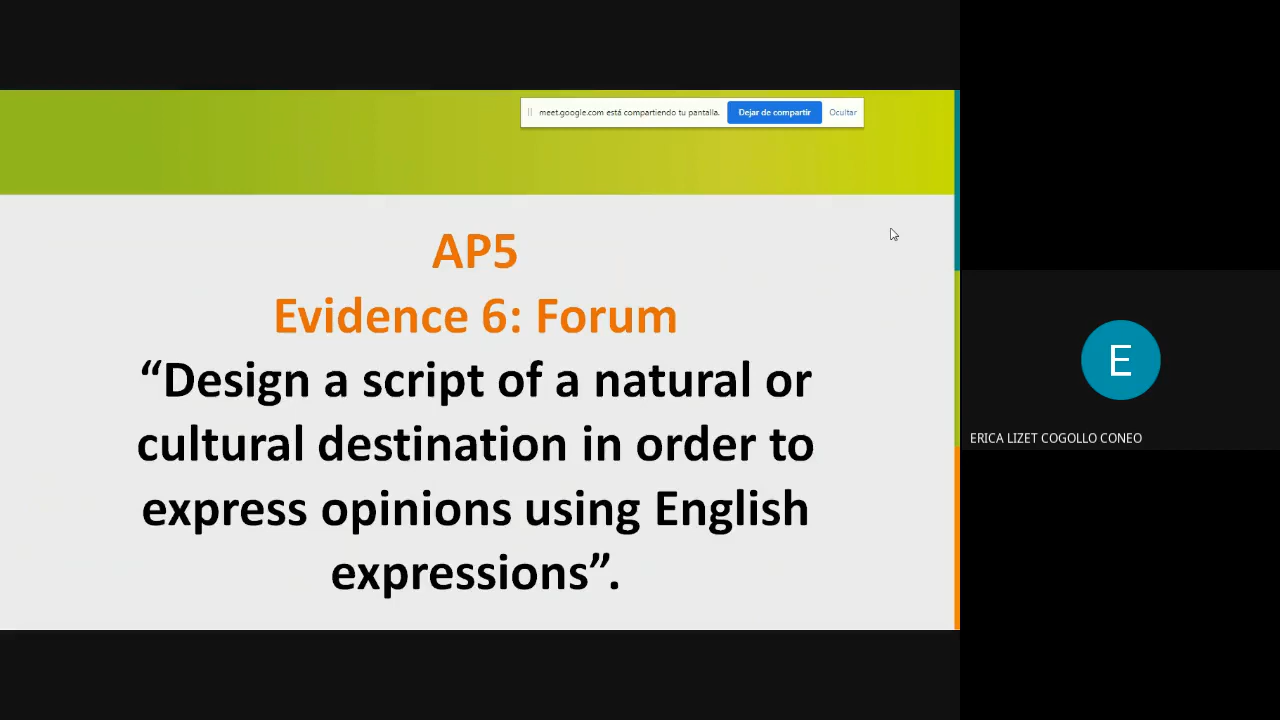 meet.google.com está compartiendo tu pantalla. Dejar de compartir Ocultar
AP5
Evidence 6: Forum
“Design a script of a natural or
cultural destination in order to
express opinions using English
expressions”.
E
ERICA LIZET COGOLLO CONEO